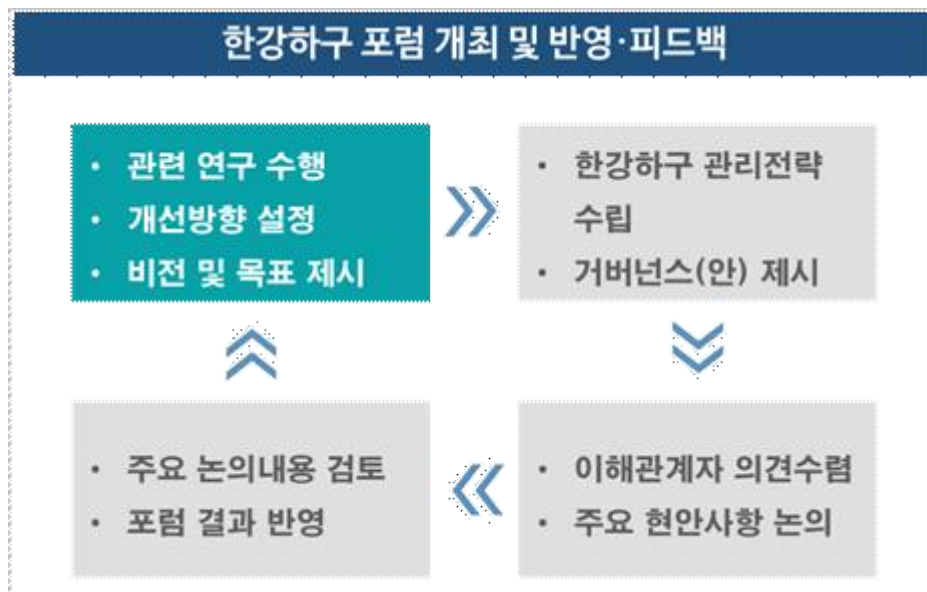 한강하구 포럼 개최 및 반영·피드백
• 관련 연구 수행
• 개선방향 설정
• 비전 및 목표 제시
• 한강하구 관리전략
수립
• 거버넌스(안) 제시
• 주요 논의내용 검토
• 포럼 결과 반영
• 이해관계자 의견수렴
• 주요 현안사항 논의